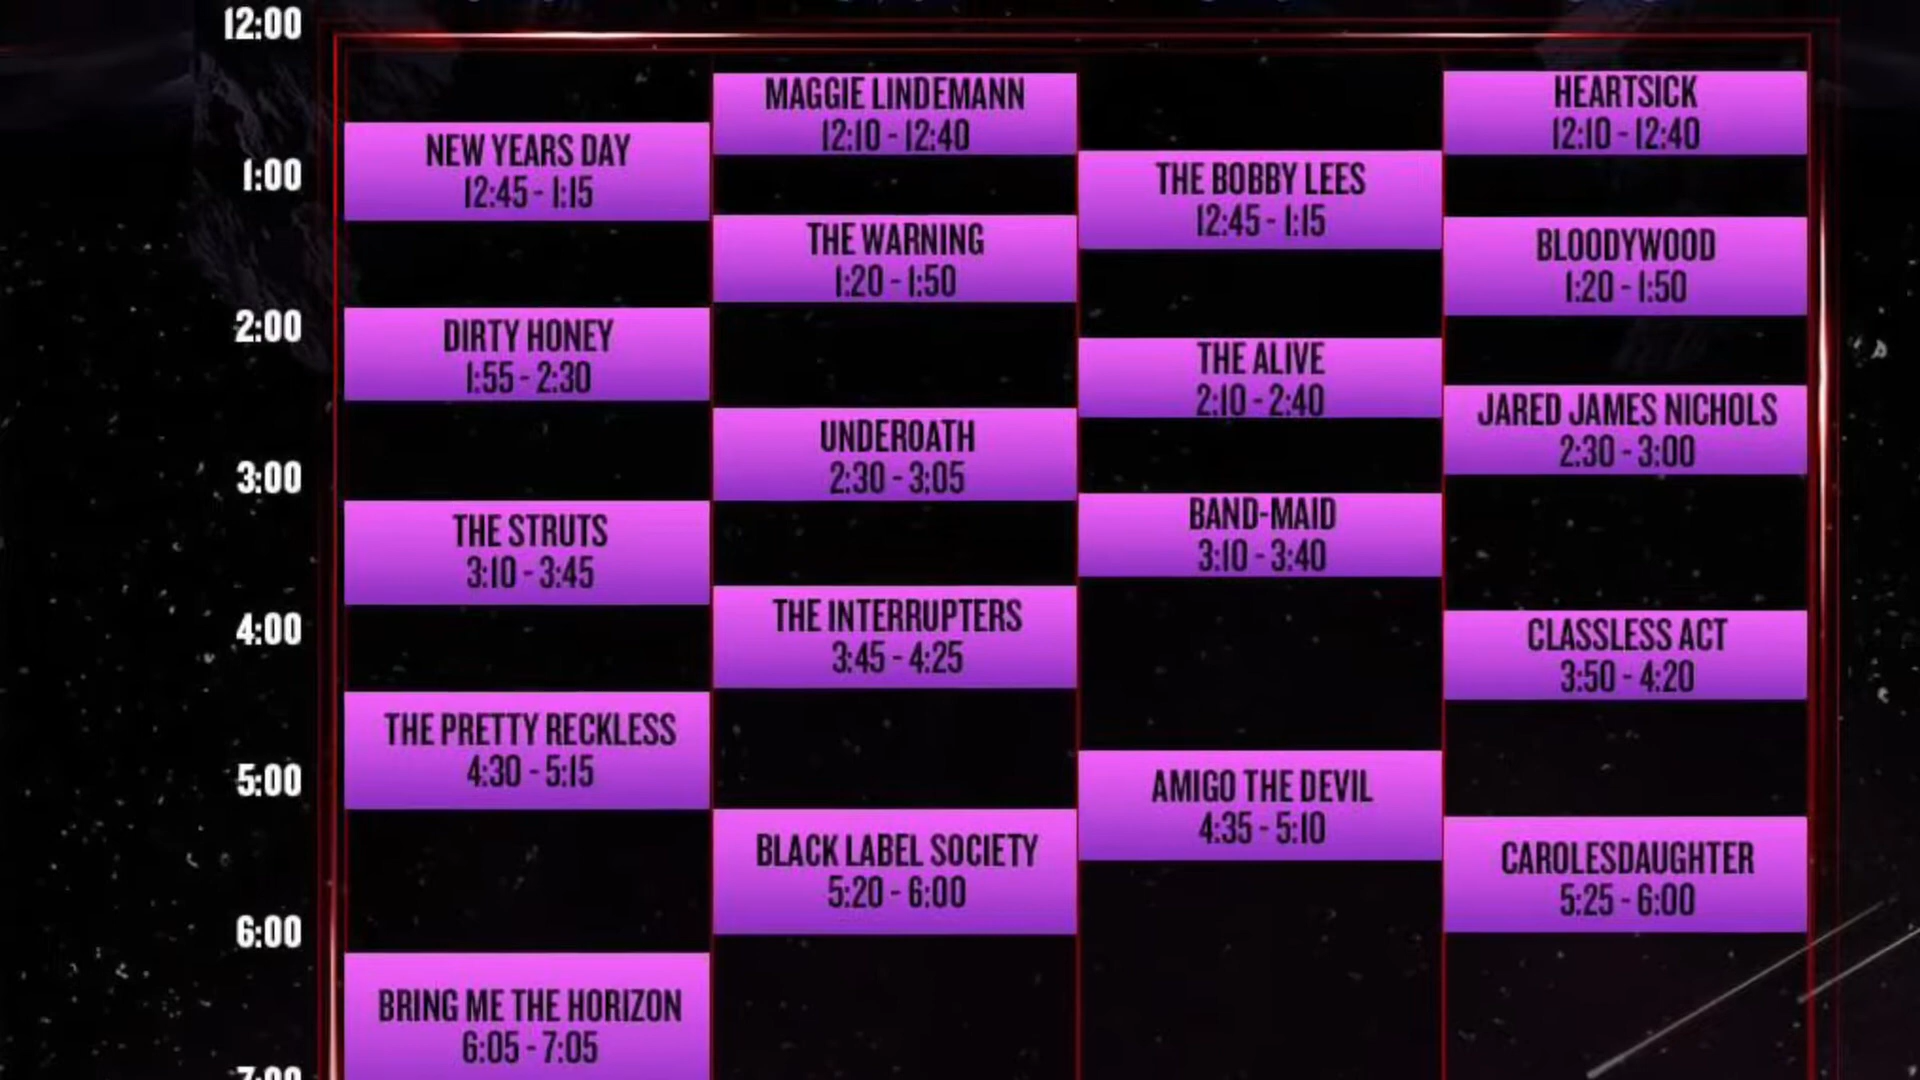 12:00
MAGGIE LINDEMANN
12:10 - 12:40
HEARTSICK
12:10 - 12:40
NEW YEARS DAY
12:45 - 1:15
1:00
THE BOBBY LEES
12:45 - 1:15
THE WARNING
1:20 - 1:50
BLOODYWOOD
1:20 - 1:50
2:00
DIRTY HONEY
1:55 - 2:30
THE ALIVE
2:10 - 2:40
JARED JAMES NICHOLS
2:30 - 3:00
UNDEROATH
2:30 - 3:05
3:00
THE STRUTS
3:10 - 3:45
BAND-MAID
3:10 - 3:40
4:00
THE INTERRUPTERS
3:45 - 4:25
CLASSLESS ACT
3:50 - 4:20
THE PRETTY RECKLESS
4:30 - 5:15
5:00
AMIGO THE DEVIL
4:35 - 5:10
BLACK LABEL SOCIETY
5:20 - 6:00
CAROLESDAUGHTER
5:25 - 6:00
6:00
BRING ME THE HORIZON
6:05 - 7:05
7:00